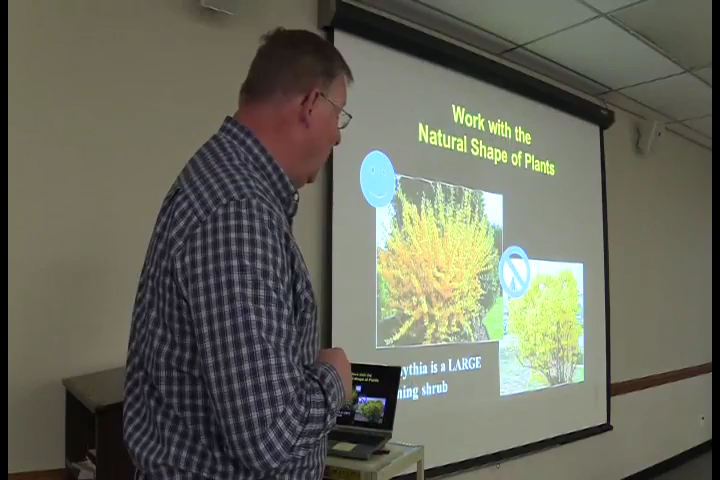 Work with the
Natural Shape of Plants
ythia is a LARGE
ning shrub